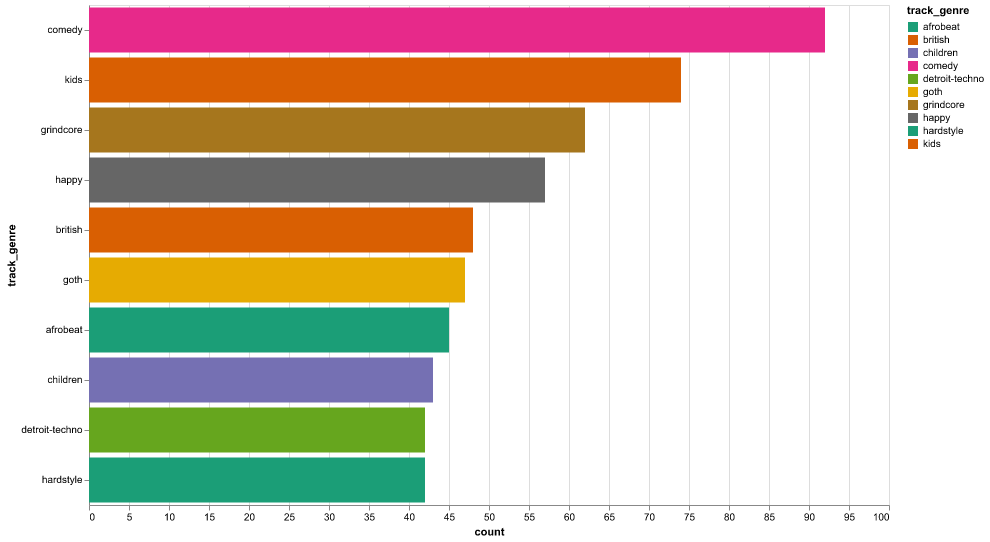 track_genre
comedy
kids
grindcore
happy
british
goth
afrobeat
children
detroit-techno
hardstyle
0 5 10 15 20 25 30 35 40 45 50 55 60 65 70 75 80 85 90 95 100
count
track_genre
afrobeat
british
children
comedy
detroit-techno
goth
grindcore
happy
hardstyle
kids